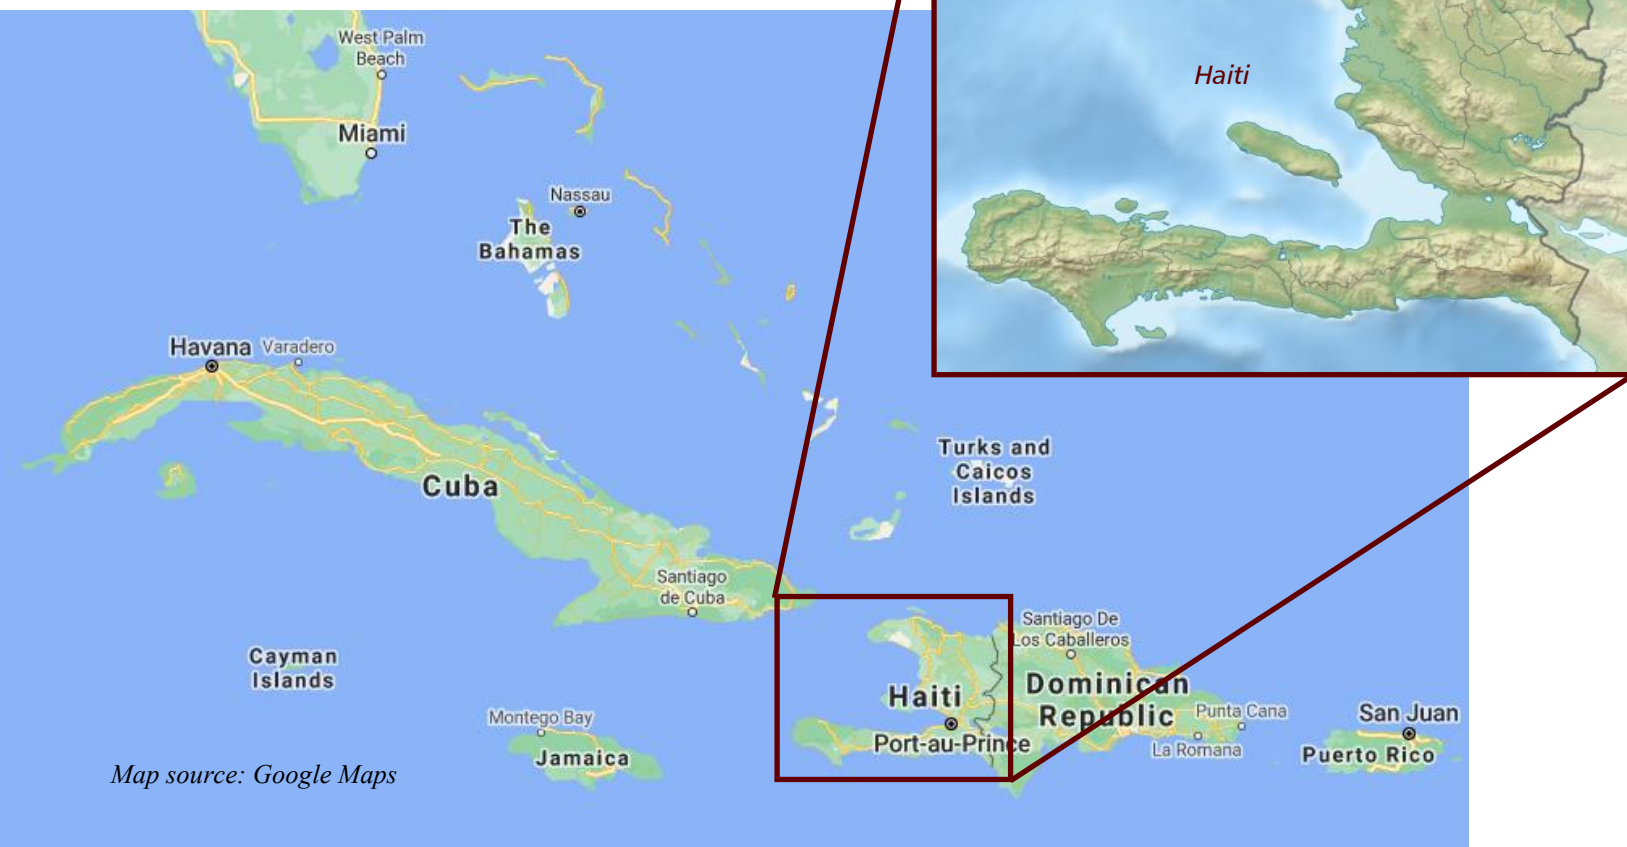 West Palm
Beach
Haiti
Miami
Nassau
The
Bahamas
Havana
Varadero
Turks and
Caicos
Islands
Cuba
Santiago
de Cuba
Santiago De
Los Caballeros
Cayman
Islands
Haiti
Dominican
Republic
Punta Cana
San Juan
Montego Bay
Port-au-Prince
La Romana
Jamaica
Puerto Rico
Map source: Google Maps